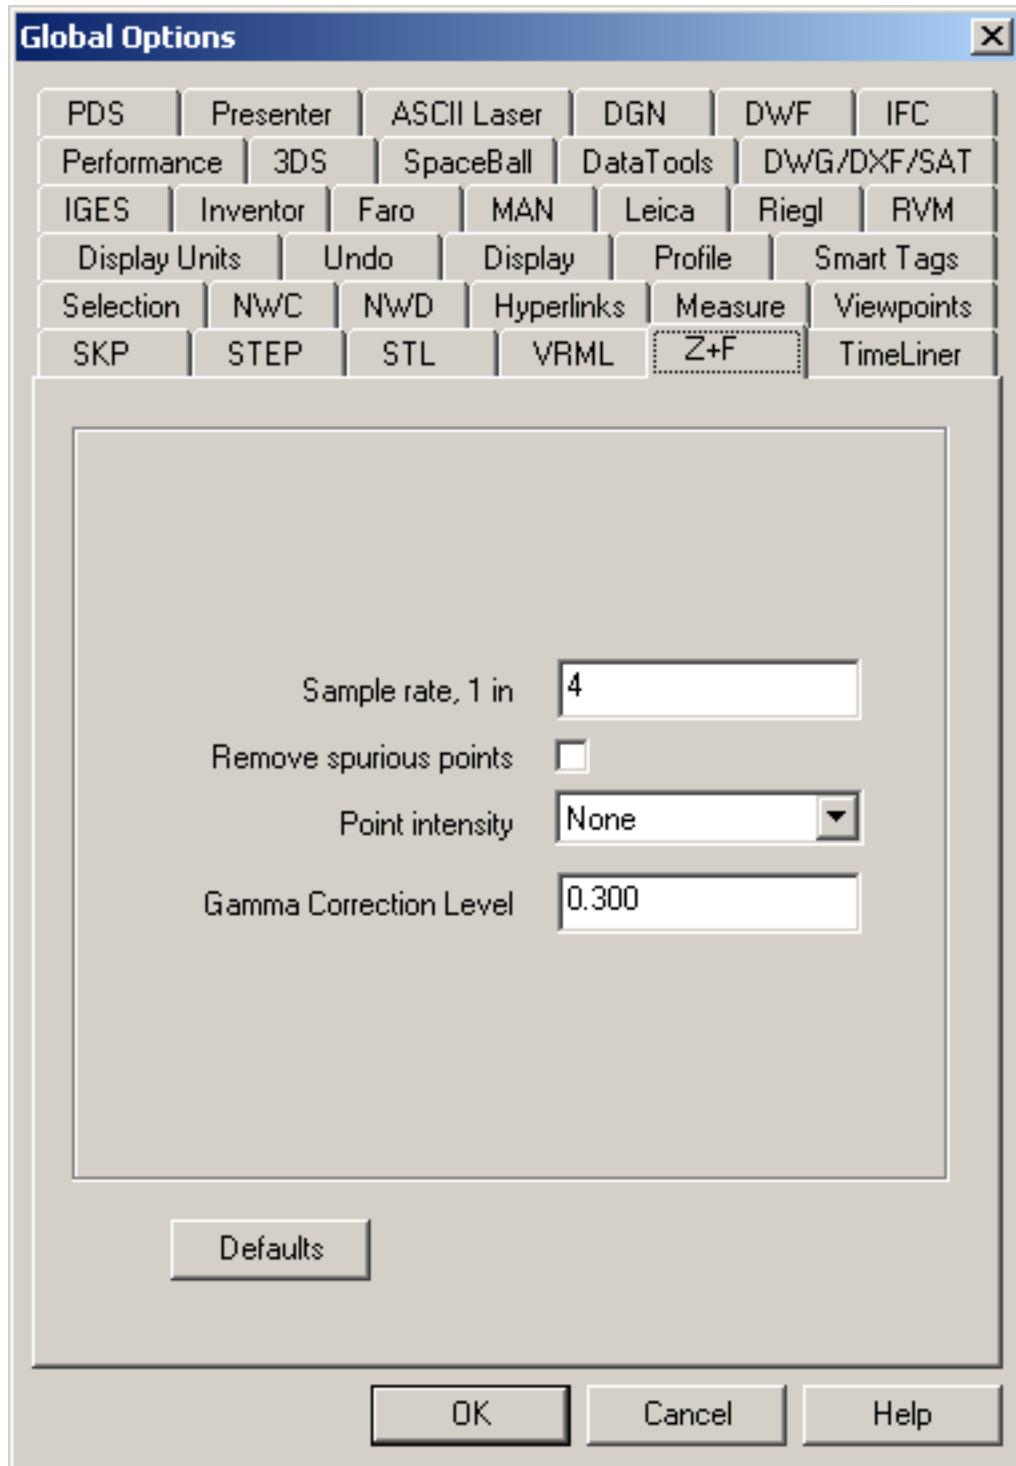 Global Options
PDS Presenter ASCII Laser DGN DWF IFC
Performance 3DS SpaceBall DataTools DWG/DXF/SAT
IGES Inventor Faro MAN Leica Riegl RVM
Display Units Undo Display Profile Smart Tags
Selection NWC NWD Hyperlinks Measure Viewpoints
SKP STEP STL VRML Z+F TimeLiner
Sample rate, 1 in 4
Remove spurious points
Point intensity None
Gamma Correction Level 0.300
Defaults
OK Cancel Help